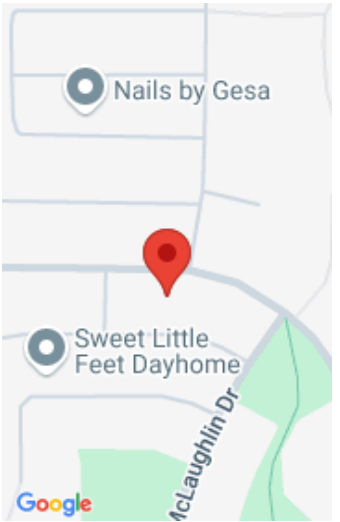 Nails by Gesa
Sweet Little
Feet Dayhome
McLaughlin Dr
Google